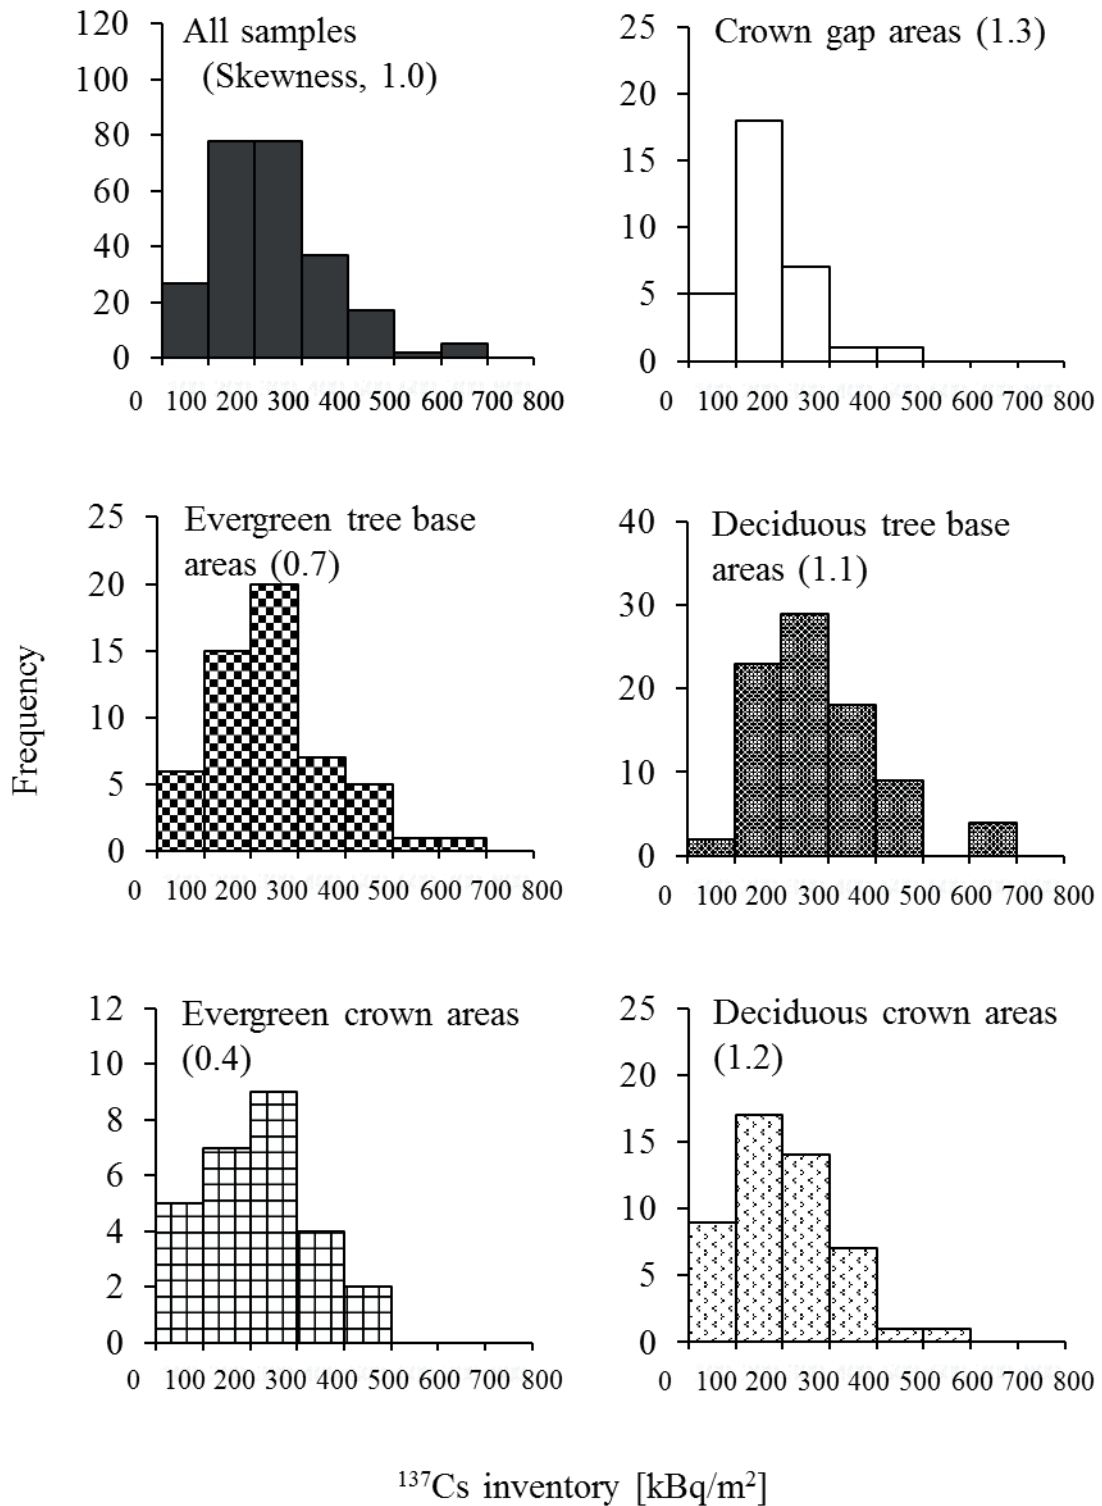 All samples
(Skewness, 1.0)
120
100
80
60
40
20
0
0 100 200 300 400 500 600 700 800
Crown gap areas (1.3)
25
20
15
10
5
0
0 100 200 300 400 500 600 700 800
Frequency
Evergreen tree base
areas (0.7)
25
20
15
10
5
0
0 100 200 300 400 500 600 700 800
Deciduous tree base
areas (1.1)
40
30
20
10
0
0 100 200 300 400 500 600 700 800
Evergreen crown areas
(0.4)
12
10
8
6
4
2
0
0 100 200 300 400 500 600 700 800
Deciduous crown areas
(1.2)
25
20
15
10
5
0
0 100 200 300 400 500 600 700 800
¹³⁷Cs inventory [kBq/m²]